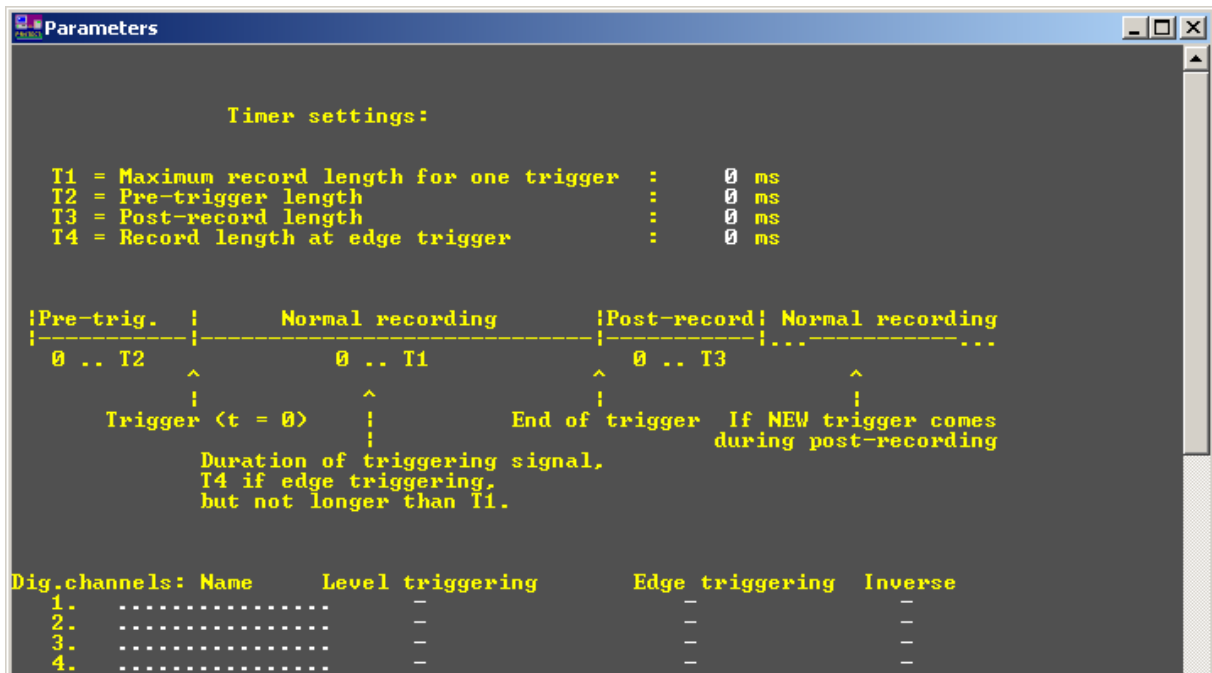 Parameters
Timer settings:
T1 = Maximum record length for one trigger : 0 ms
T2 = Pre-trigger length : 0 ms
T3 = Post-record length : 0 ms
T4 = Record length at edge trigger : 0 ms
|Pre-trig. | Normal recording |Post-record| Normal recording
|-----------|-----------------------------|-----------|...-----------...
0 .. T2 0 .. T1 0 .. T3
^ ^ ^
| ^ | |
Trigger (t = 0) | End of trigger If NEW trigger comes
| during post-recording
Duration of triggering signal,
T4 if edge triggering,
but not longer than T1.
Dig.channels: Name Level triggering Edge triggering Inverse
1. ................ - - -
2. ................ - - -
3. ................ - - -
4. ................ - - -